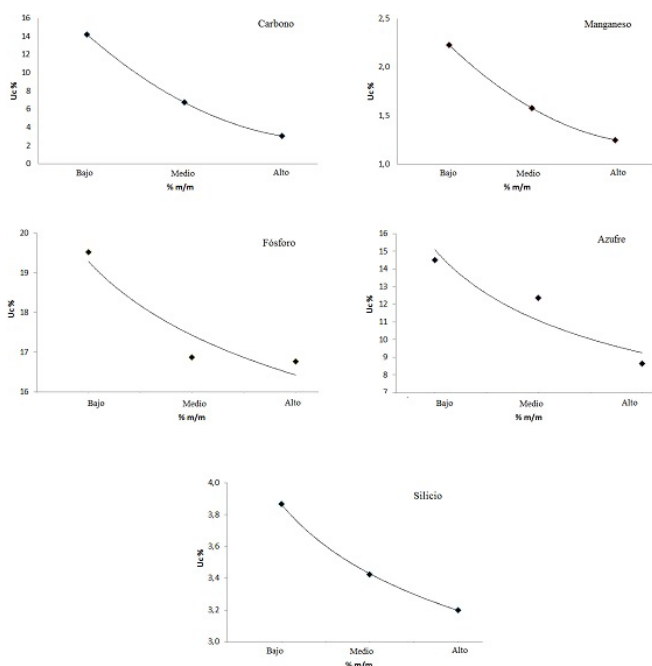 Carbono
Uc %
16
14
12
10
8
6
4
2
0
Bajo Medio Alto
% m/m
Manganeso
Uc %
2,5
2,0
1,5
1,0
Bajo Medio Alto
% m/m
Fósforo
Uc %
20
19
18
17
16
Bajo Medio Alto
% m/m
Azufre
Uc %
16
15
14
13
12
11
10
9
8
7
Bajo Medio Alto
% m/m
Silicio
Uc %
4,0
3,8
3,6
3,4
3,2
3,0
Bajo Medio Alto
% m/m